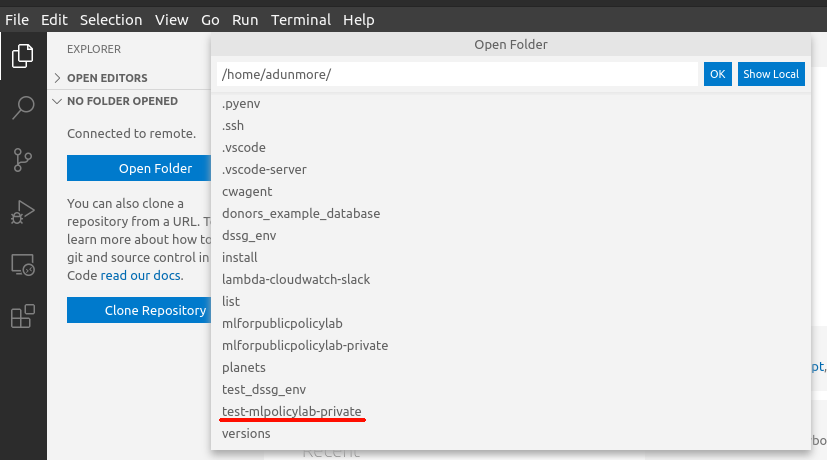 File Edit Selection View Go Run Terminal Help
EXPLORER
OPEN EDITORS
NO FOLDER OPENED
Connected to remote.
Open Folder
You can also clone a
repository from a URL.
learn more about how to
git and source control in
Code read our docs.
Clone Repository
Open Folder
/home/adunmore/
OK
Show Local
.pyenv
.ssh
.vscode
.vscode-server
cwagent
donors_example_database
dssg_env
install
lambda-cloudwatch-slack
list
mlforpublicpolicylab
mlforpublicpolicylab-private
planets
test_dssg_env
test-mlpolicylab-private
versions
Recent